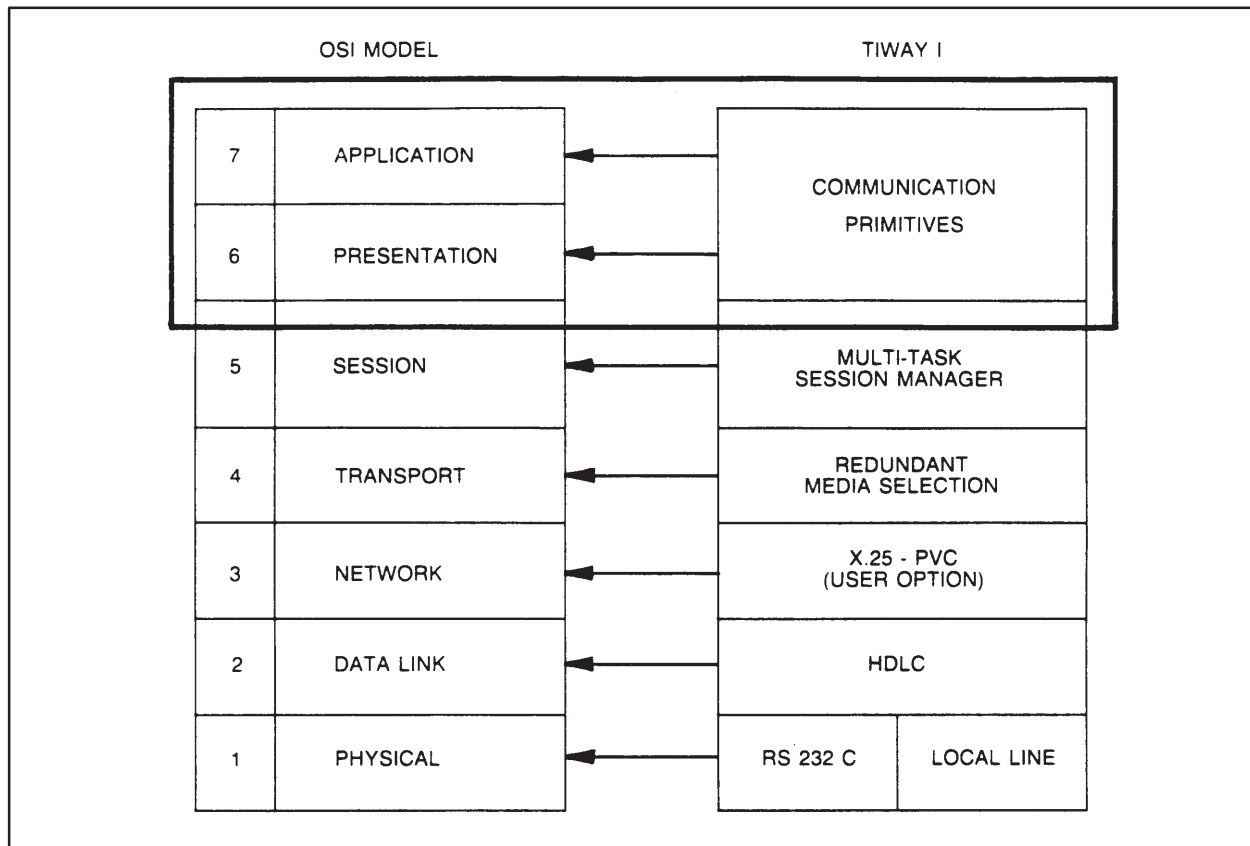 OSI MODEL TIWAY I
7 APPLICATION
COMMUNICATION
PRIMITIVES
6 PRESENTATION
5 SESSION
MULTI-TASK
SESSION MANAGER
4 TRANSPORT
REDUNDANT
MEDIA SELECTION
3 NETWORK
X.25 - PVC
(USER OPTION)
2 DATA LINK HDLC
1 PHYSICAL RS 232 C LOCAL LINE